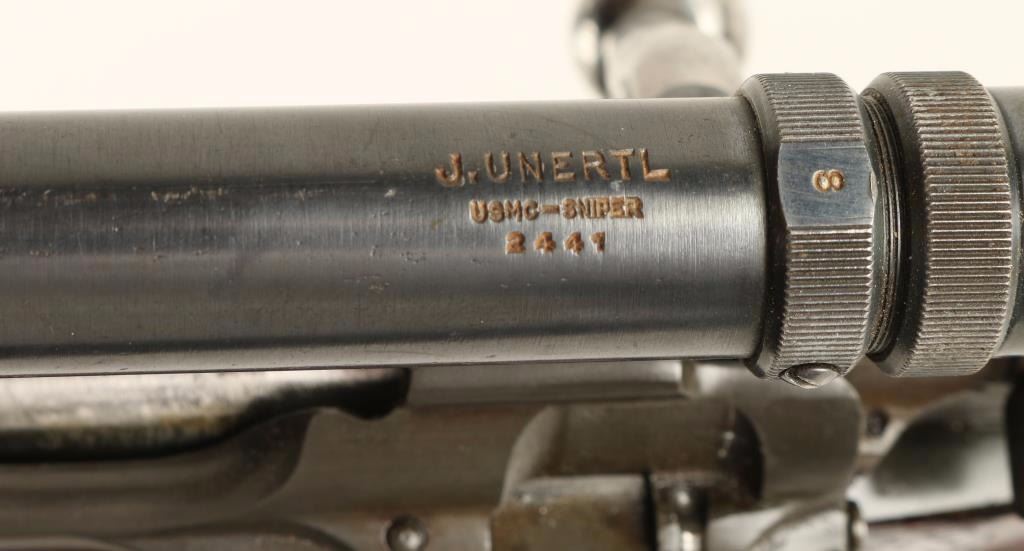 J. UNERTL
USMC-SNIPER
2441
8